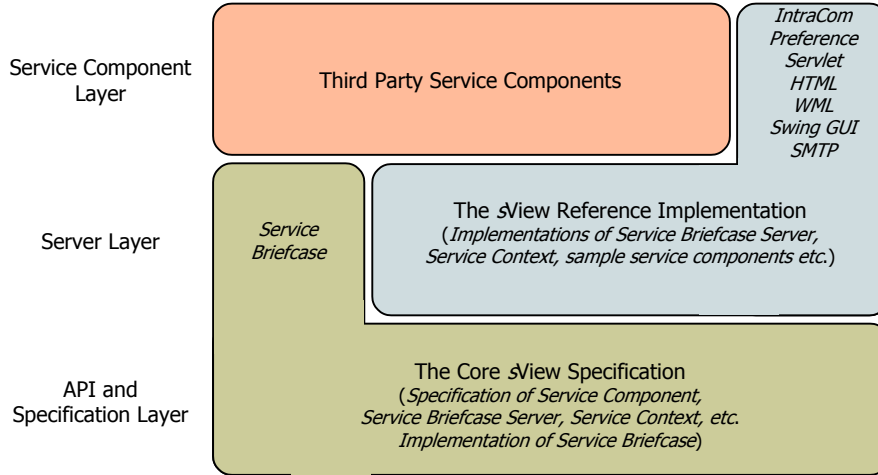 IntraCom
Preference
Servlet
HTML
WML
Swing GUI
SMTP
Service Component
Layer
Third Party Service Components
Server Layer
Service
Briefcase
The sView Reference Implementation
(Implementations of Service Briefcase Server,
Service Context, sample service components etc.)
API and
Specification Layer
The Core sView Specification
(Specification of Service Component,
Service Briefcase Server, Service Context, etc.
Implementation of Service Briefcase)